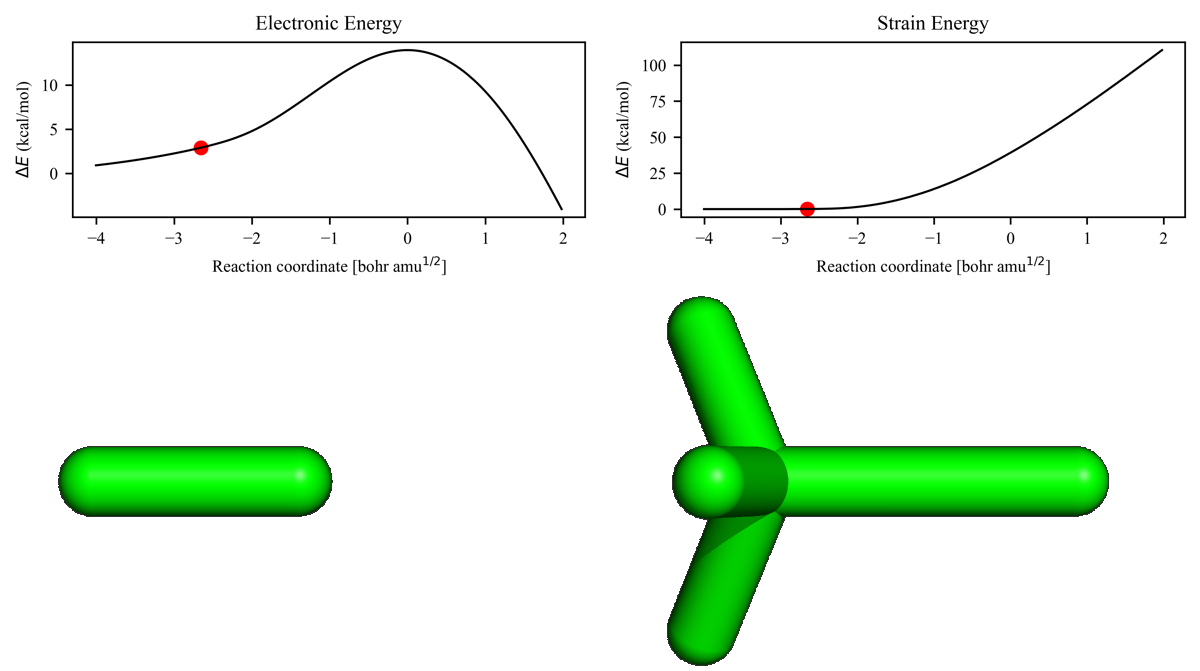 Electronic Energy
10
5
0
ΔE (kcal/mol)
−4 −3 −2 −1 0 1 2
Reaction coordinate [bohr amu^1/2]
Strain Energy
100
75
50
25
0
ΔE (kcal/mol)
−4 −3 −2 −1 0 1 2
Reaction coordinate [bohr amu^1/2]